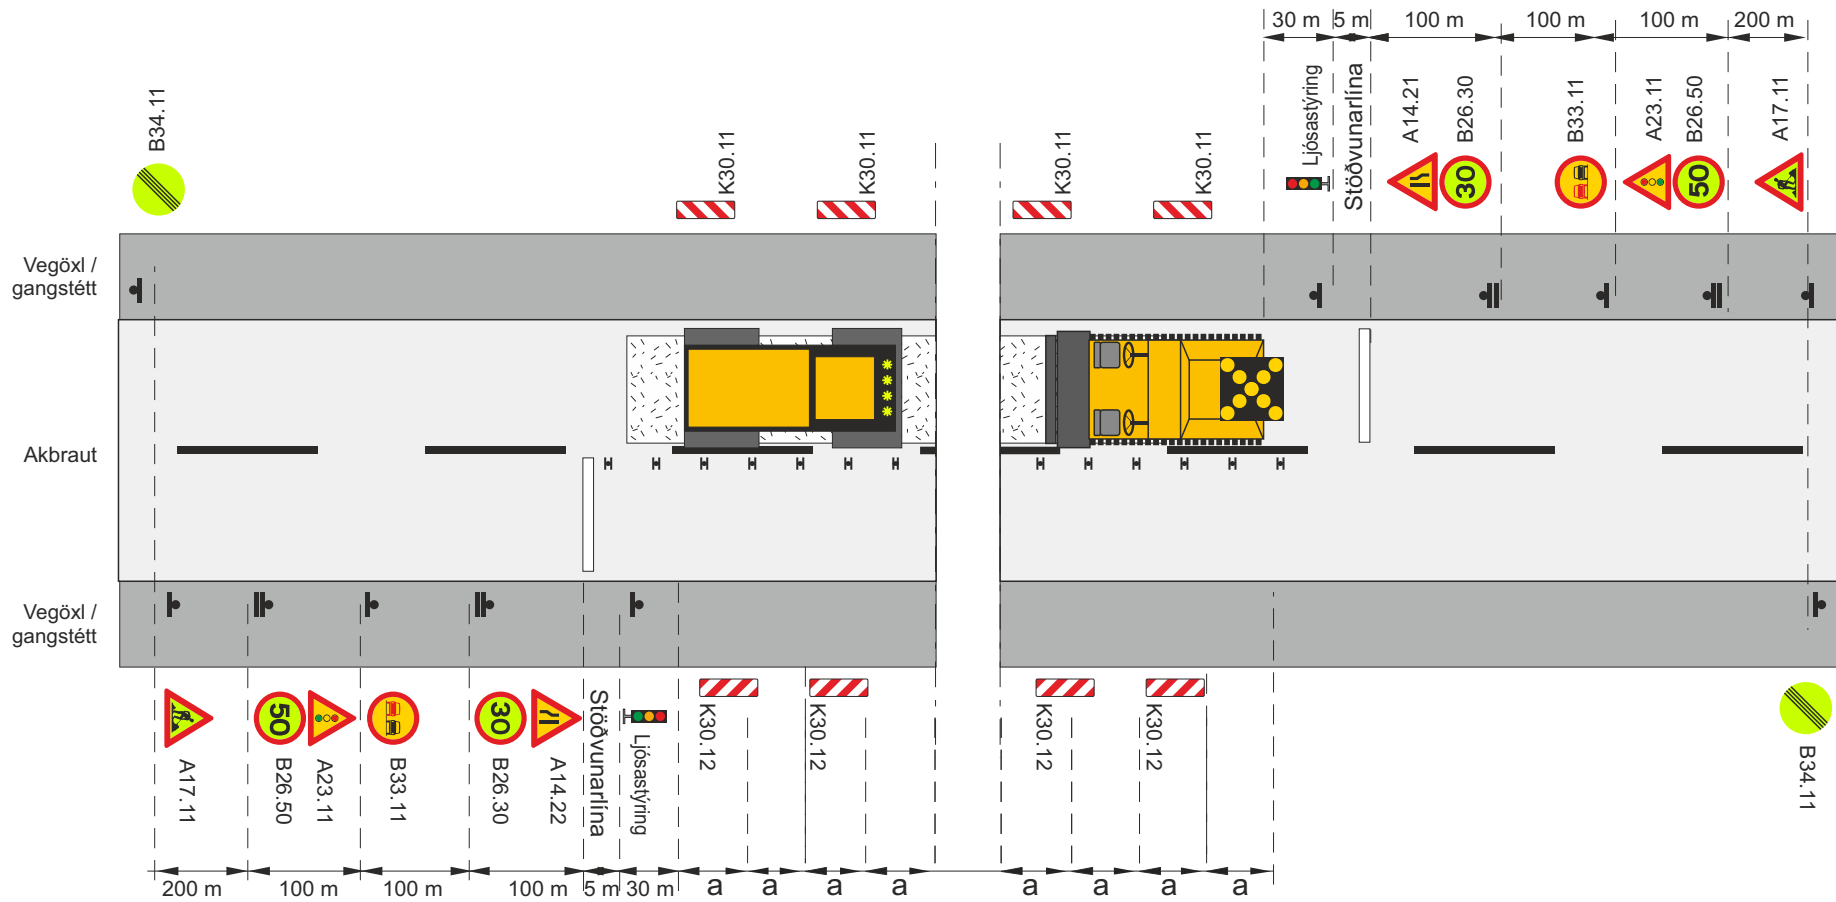 30 m
5 m
100 m
100 m
100 m
200 m
B34.11
K30.11
K30.11
K30.11
K30.11
Ljósastýring
Stöðvunarlína
A14.21
B26.30
B33.11
A23.11
B26.50
A17.11
30
50
Vegöxl /
gangstétt
Akbraut
Vegöxl /
gangstétt
50
30
A17.11
B26.50
A23.11
B33.11
B26.30
A14.22
Stöðvunarlína
Ljósastýring
K30.12
K30.12
K30.12
K30.12
B34.11
200 m
100 m
100 m
100 m
5 m
30 m
a
a
a
a
a
a
a
a